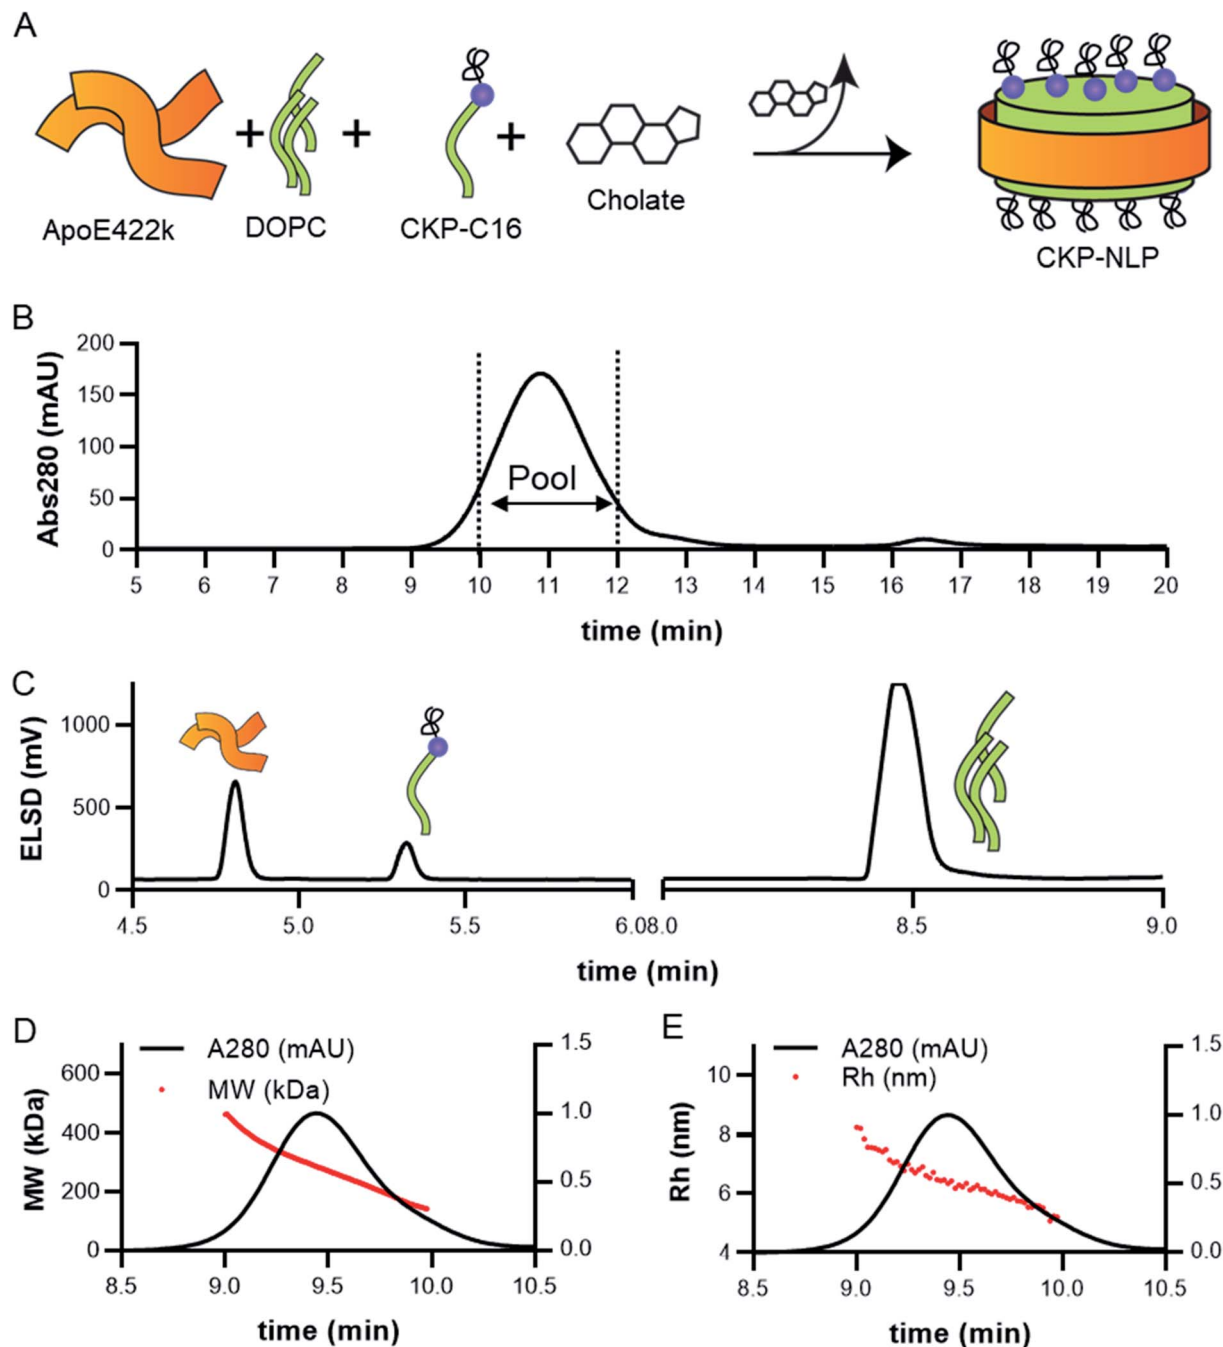 A
+ + +
ApoE422k DOPC CKP-C16 Cholate CKP-NLP
B
Abs280 (mAU)
200
150
100
50
0
Pool
5 6 7 8 9 10 11 12 13 14 15 16 17 18 19 20
time (min)
C
ELSD (mV)
1000
500
0
4.5 5.0 5.5 6.08.0 8.5 9.0
time (min)
D
A280 (mAU)
MW (kDa)
MW (kDa)
600
400
200
0
1.5
1.0
0.5
0.0
8.5 9.0 9.5 10.0 10.5
time (min)
E
A280 (mAU)
Rh (nm)
Rh (nm)
10
8
6
4
1.5
1.0
0.5
0.0
8.5 9.0 9.5 10.0 10.5
time (min)